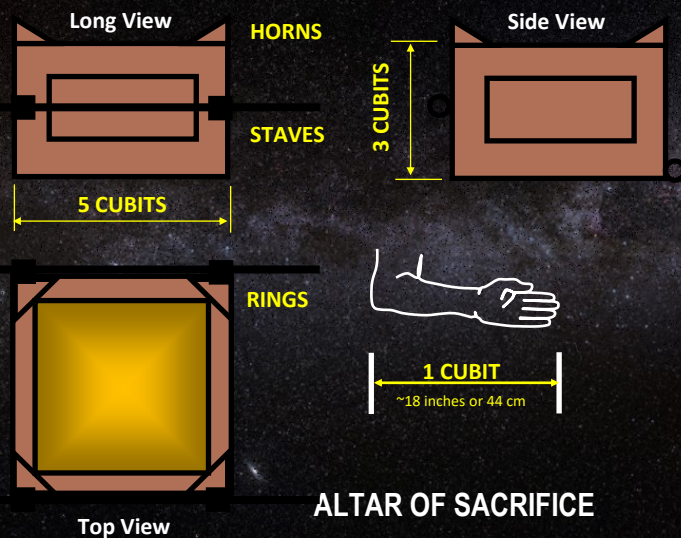 Long View
HORNS
STAVES
5 CUBITS
Side View
3 CUBITS
RINGS
1 CUBIT
~18 inches or 44 cm
ALTAR OF SACRIFICE
Top View